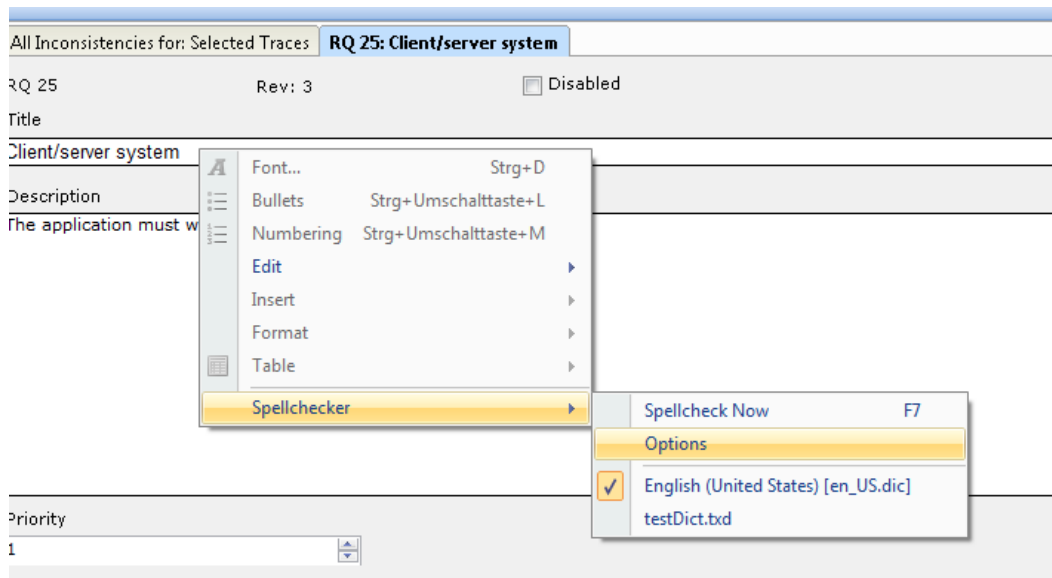 All Inconsistencies for: Selected Traces RQ 25: Client/server system
RQ 25 Rev: 3 Disabled
Title
Client/server system
Font... Strg+D
Description
Bullets Strg+Umschalttaste+L
The application must w
Numbering Strg+Umschalttaste+M
Edit
Insert
Format
Table
Spellchecker
Spellcheck Now F7
Options
English (United States) [en_US.dic]
testDict.txd
Priority
1